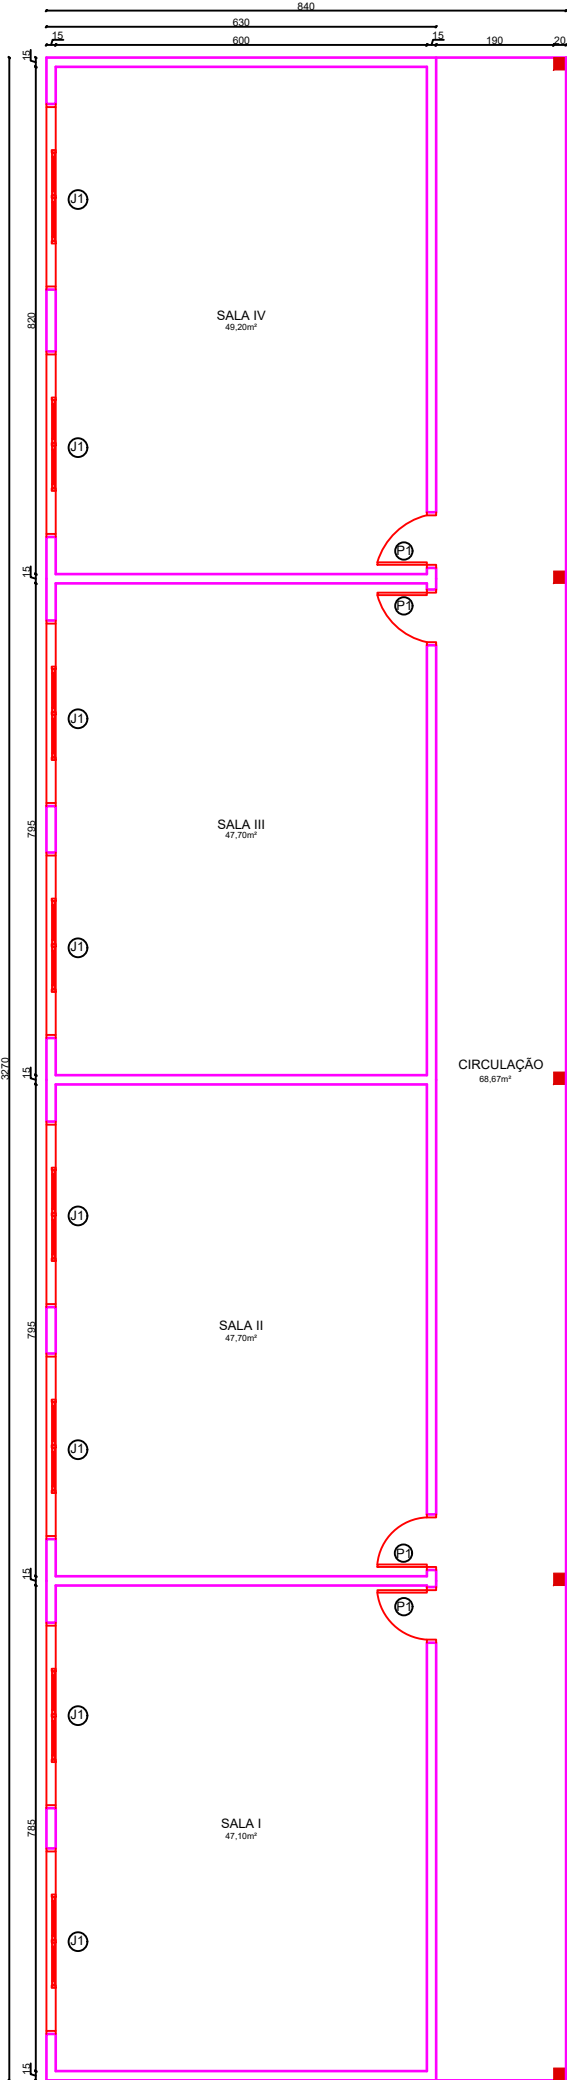 840
630
15
600
15
190
20
15
J1
820
SALA IV
49,20m²
J1
P1
15
P1
J1
795
SALA III
47,70m²
J1
3270
15
CIRCULAÇÃO
68,67m²
J1
795
SALA II
47,70m²
J1
P1
15
P1
J1
785
SALA I
47,10m²
J1
15